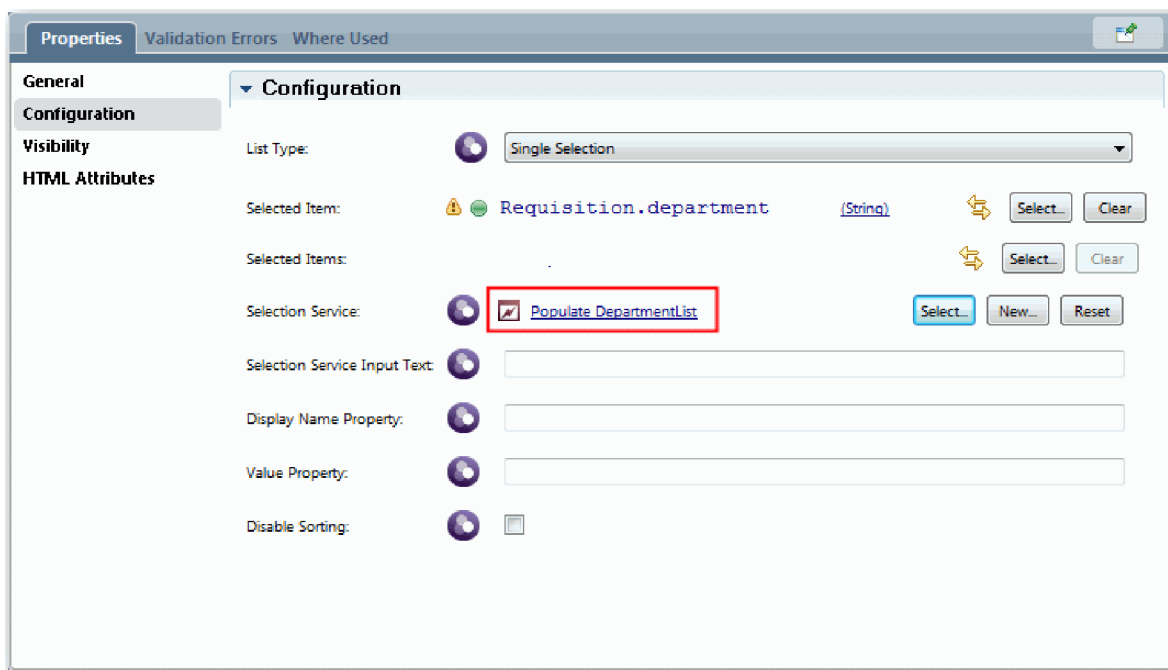 Properties Validation Errors Where Used
General
Configuration
Visibility
HTML Attributes
Configuration
List Type: Single Selection
Selected Item: Requisition.department (String) Select... Clear
Selected Items: Select... Clear
Selection Service: Populate DepartmentList Select... New... Reset
Selection Service Input Text:
Display Name Property:
Value Property:
Disable Sorting: